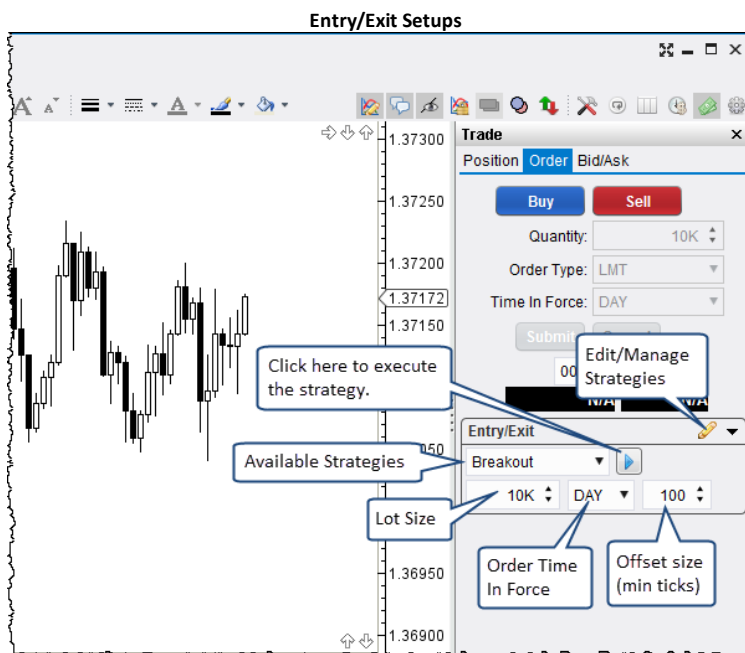 Entry/Exit Setups
A A A
1.37300
1.37250
1.37200
1.37172
1.37150
050
1.36950
1.36900
Trade
Position Order Bid/Ask
Buy Sell
Quantity: 10K
Order Type: LMT
Time In Force: DAY
Submit
00
N/A N/A
Click here to execute
the strategy.
Edit/Manage
Strategies
Entry/Exit
Available Strategies
Breakout
10K DAY 100
Lot Size
Order Time
In Force
Offset size
(min ticks)